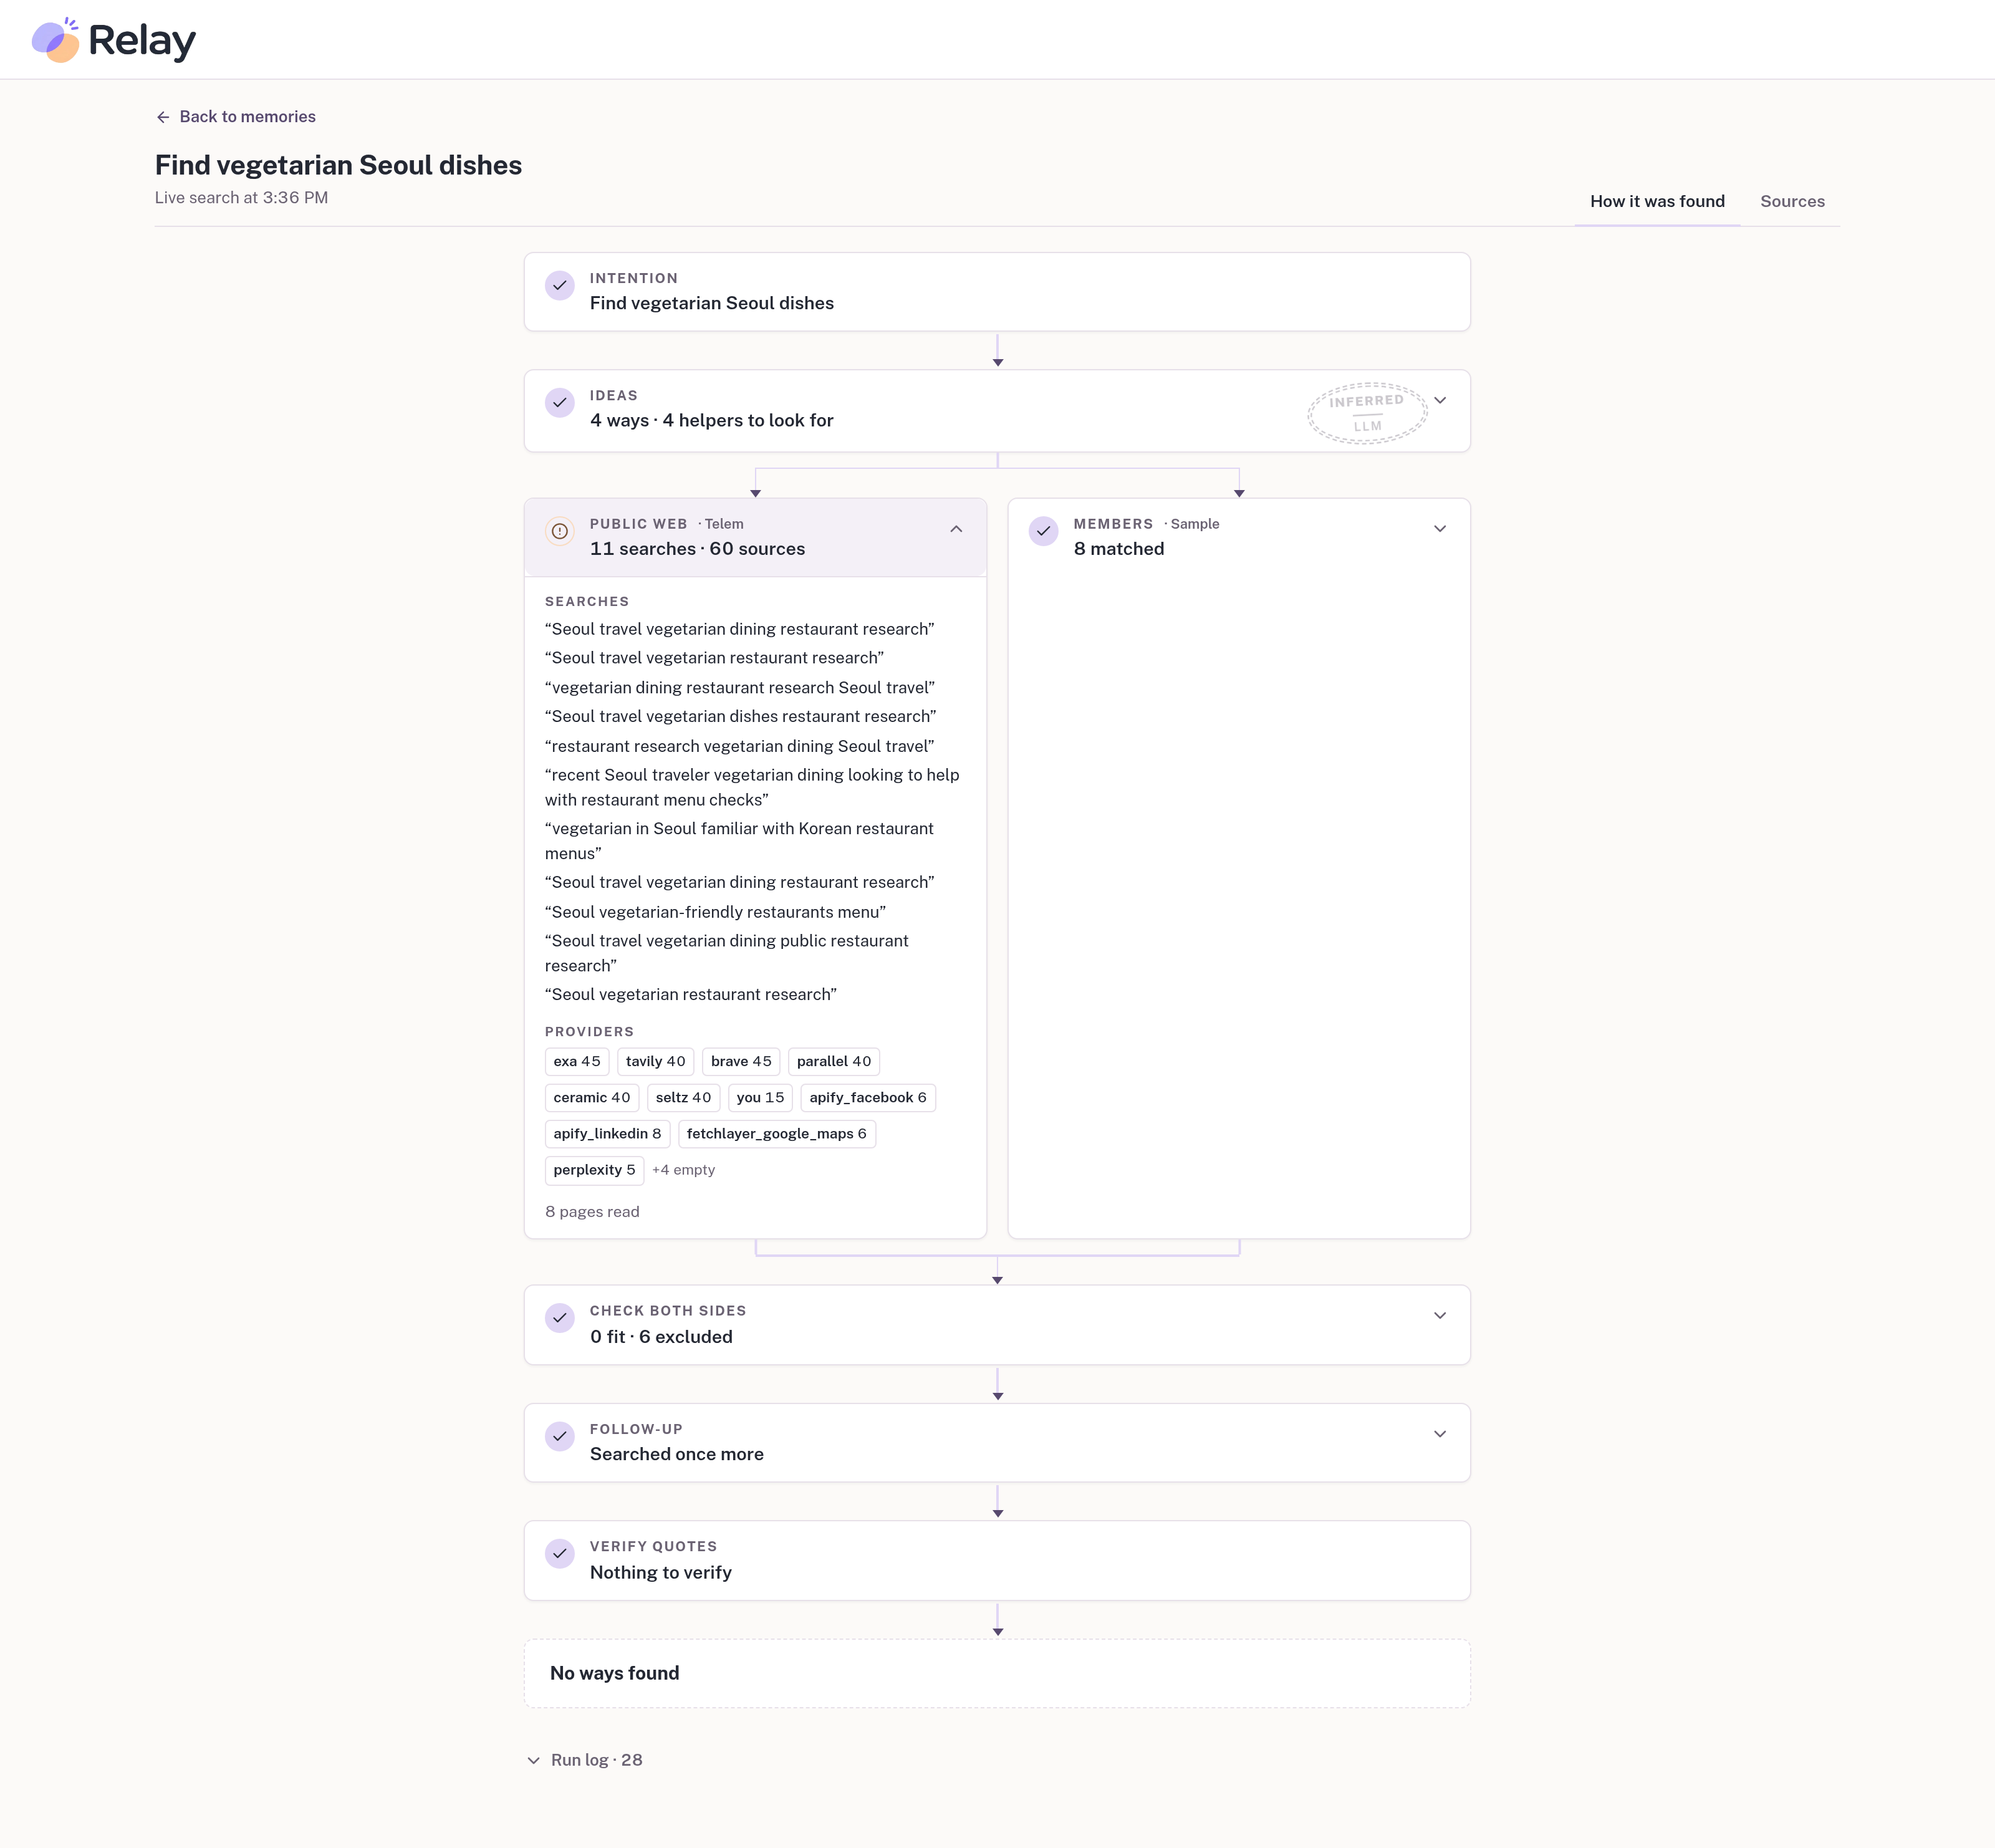 Relay
Back to memories
Find vegetarian Seoul dishes
Live search at 3:36 PM
How it was found
Sources
INTENTION
Find vegetarian Seoul dishes
IDEAS
4 ways · 4 helpers to look for
INFERRED
LLM
PUBLIC WEB · Telem
11 searches · 60 sources
SEARCHES
“Seoul travel vegetarian dining restaurant research”
“Seoul travel vegetarian restaurant research”
“vegetarian dining restaurant research Seoul travel”
“Seoul travel vegetarian dishes restaurant research”
“restaurant research vegetarian dining Seoul travel”
“recent Seoul traveler vegetarian dining looking to help
with restaurant menu checks”
“vegetarian in Seoul familiar with Korean restaurant
menus”
“Seoul travel vegetarian dining restaurant research”
“Seoul vegetarian-friendly restaurants menu”
“Seoul travel vegetarian dining public restaurant
research”
“Seoul vegetarian restaurant research”
PROVIDERS
exa 45 tavily 40 brave 45 parallel 40
ceramic 40 seltz 40 you 15 apify_facebook 6
apify_linkedin 8 fetchlayer_google_maps 6
perplexity 5 +4 empty
8 pages read
MEMBERS · Sample
8 matched
CHECK BOTH SIDES
0 fit · 6 excluded
FOLLOW-UP
Searched once more
VERIFY QUOTES
Nothing to verify
No ways found
Run log · 28